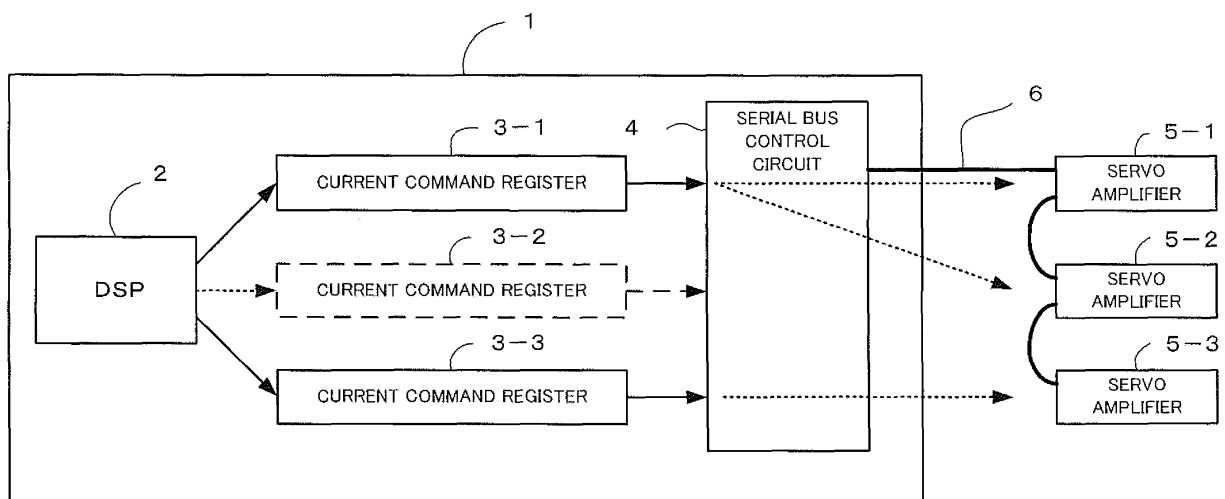 1
6
4
SERIAL BUS
CONTROL
CIRCUIT
3-1
5-1
CURRENT COMMAND REGISTER
SERVO
AMPLIFIER
2
3-2
5-2
DSP
CURRENT COMMAND REGISTER
SERVO
AMPLIFIER
3-3
5-3
CURRENT COMMAND REGISTER
SERVO
AMPLIFIER